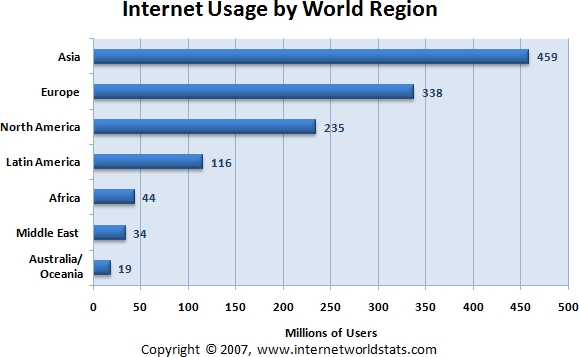 Internet Usage by World Region
Asia 459
Europe 338
North America 235
Latin America 116
Africa 44
Middle East 34
Australia/
Oceania 19
0 50 100 150 200 250 300 350 400 450 500
Millions of Users
Copyright © 2007, www.internetworldstats.com